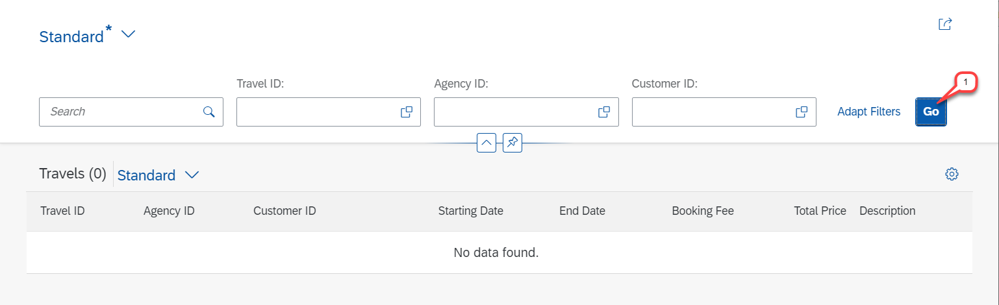 Standard*
Travel ID: Agency ID: Customer ID: 1
Search Adapt Filters Go
Travels (0) Standard
Travel ID Agency ID Customer ID Starting Date End Date Booking Fee Total Price Description
No data found.